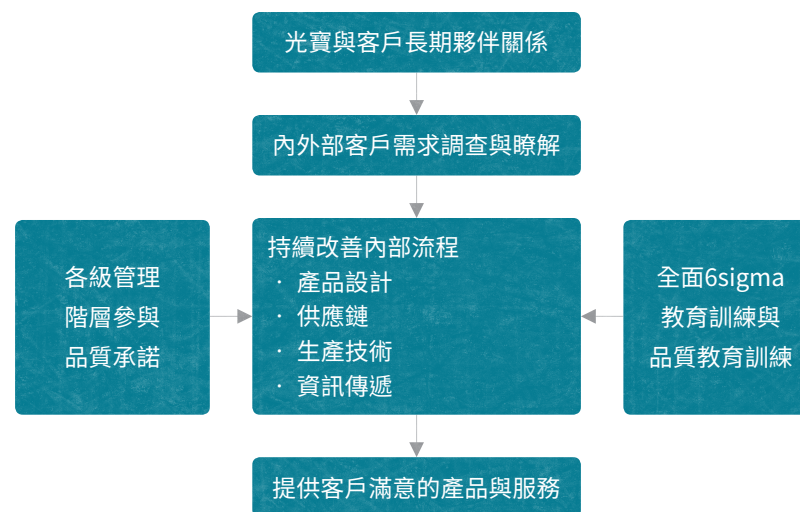 光寶與客戶長期夥伴關係
內外部客戶需求調查與瞭解
各級管理
階層參與
品質承諾
持續改善內部流程
· 產品設計
· 供應鏈
· 生產技術
· 資訊傳遞
全面6sigma
教育訓練與
品質教育訓練
提供客戶滿意的產品與服務